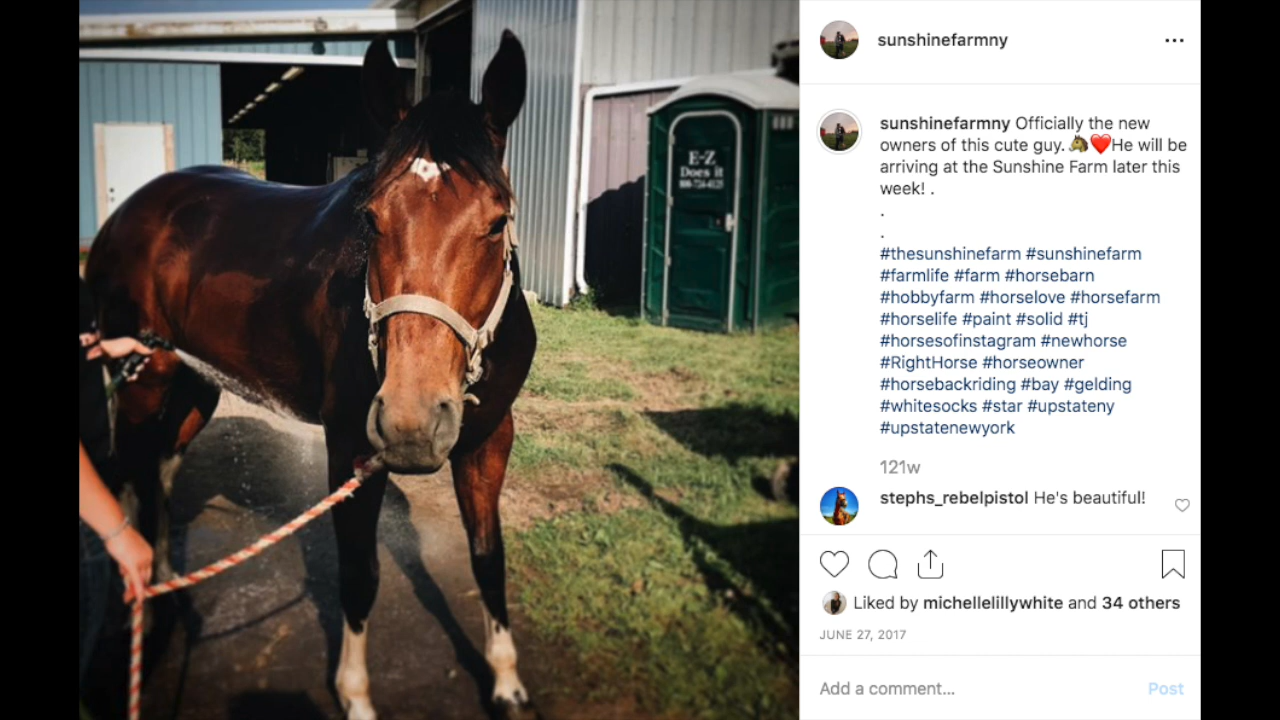 E-Z
Does it
800-724-6125
sunshinefarmny
sunshinefarmny Officially the new
owners of this cute guy. 🐴❤️He will be
arriving at the Sunshine Farm later this
week! .
.
.
#thesunshinefarm #sunshinefarm
#farmlife #farm #horsebarn
#hobbyfarm #horselove #horsefarm
#horselife #paint #solid #tj
#horsesofinstagram #newhorse
#RightHorse #horseowner
#horsebackriding #bay #gelding
#whitesocks #star #upstateny
#upstatenewyork
121w
stephs_rebelpistol He's beautiful!
Liked by michellelillywhite and 34 others
JUNE 27, 2017
Add a comment... Post